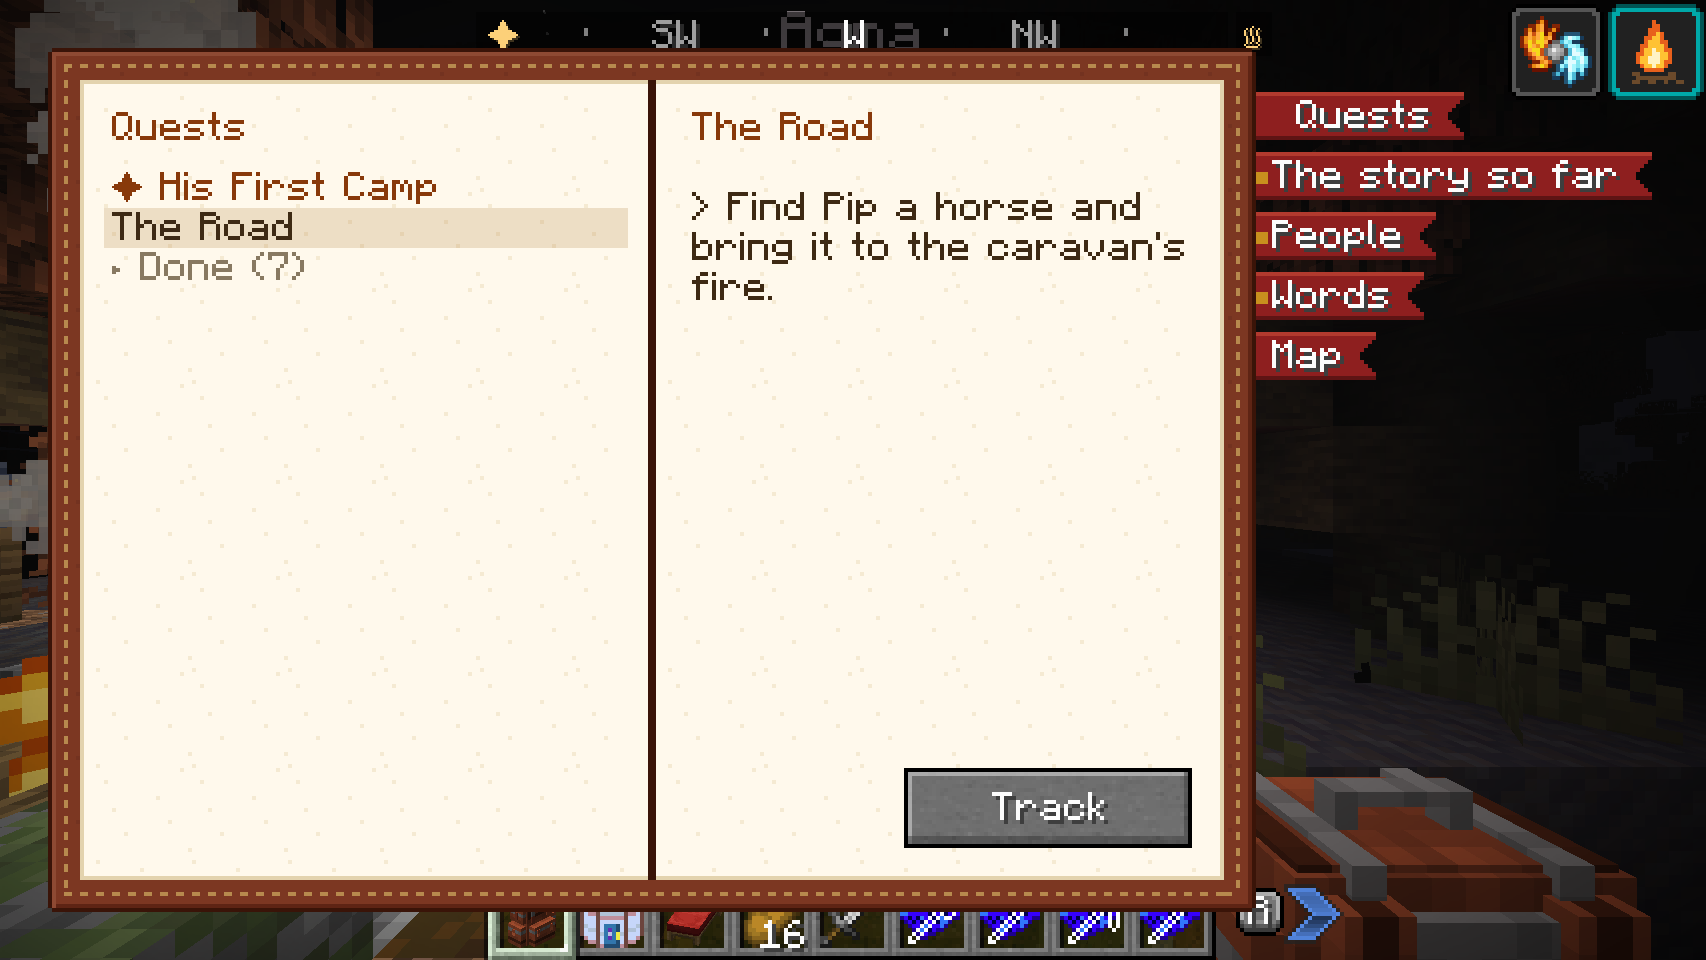 SW
Agna
W
NW
Quests
His First Camp
The Road
Done (7)
The Road
> Find Pip a horse and
bring it to the caravan's
fire.
Track
Quests
The story so far
People
Words
Map
16